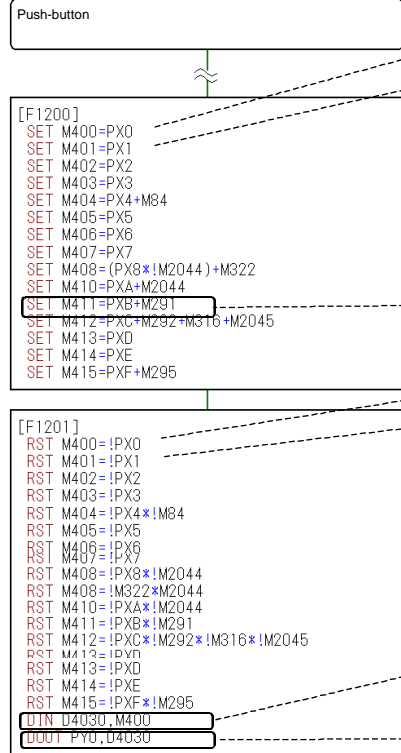 Push-button
[F1200]
SET M400=PX0
SET M401=PX1
SET M402=PX2
SET M403=PX3
SET M404=PX4+M84
SET M405=PX5
SET M406=PX6
SET M407=PX7
SET M408=(PX8*!M2044)+M322
SET M410=PXA+M2044
SET M411=PXB+M291
SET M412=PXC+M292+M316+M2045
SET M413=PXD
SET M414=PXE
SET M415=PXF+M295
[F1201]
RST M400=!PX0
RST M401=!PX1
RST M402=!PX2
RST M403=!PX3
RST M404=!PX4*!M84
RST M405=!PX5
RST M406=!PX6
RST M407=!PX7
RST M408=!PX8*!M2044
RST M408=!M322*M2044
RST M410=!PXA*!M2044
RST M411=!PXB*!M291
RST M412=!PXC*!M292*!M316*!M2045
RST M413=!PXD
RST M413=!PXD
RST M414=!PXE
RST M415=!PXF*!M295
DIN D4030,M400
DOUT PY0,D4030